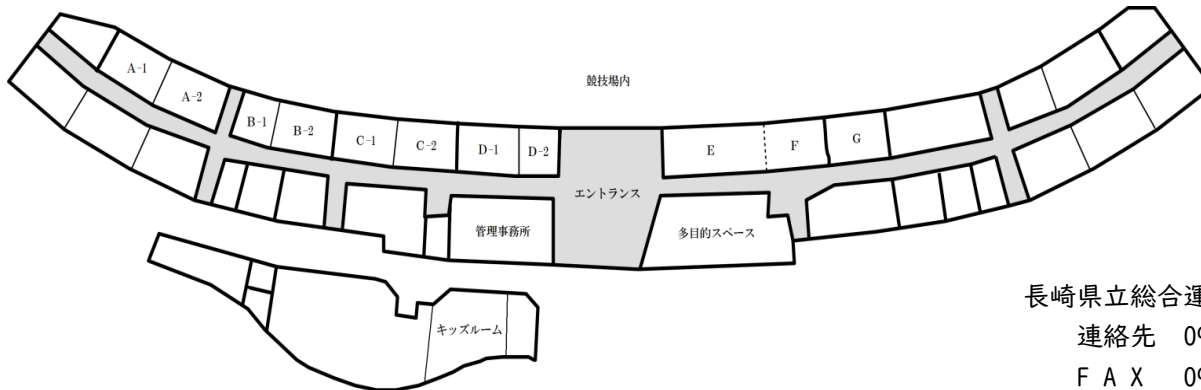 競技場内
A-1
A-2
B-1
B-2
C-1
C-2
D-1
D-2
E
F
G
エントランス
管理事務所
多目的スペース
キッズルーム
長崎県立総合運
連絡先 09
ＦＡＸ 09